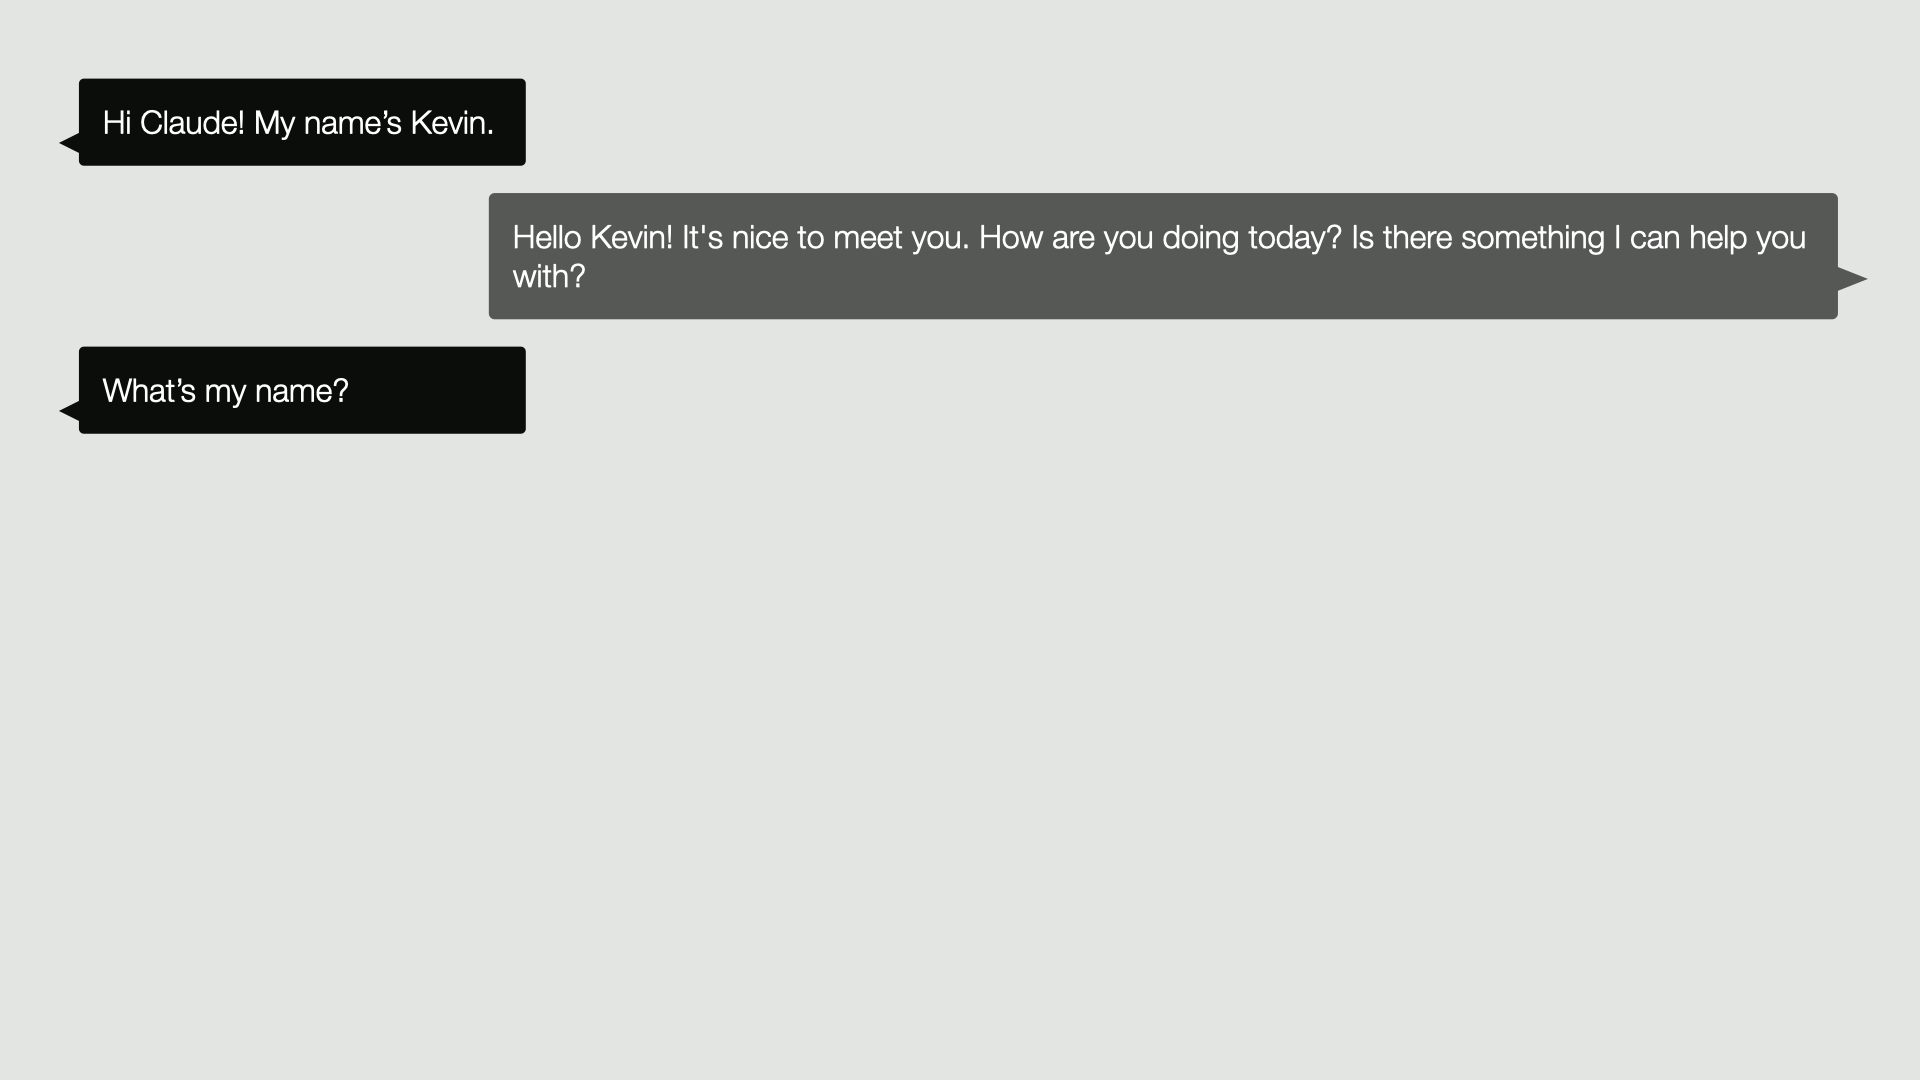 Hi Claude! My name’s Kevin.
Hello Kevin! It's nice to meet you. How are you doing today? Is there something I can help you
with?
What’s my name?